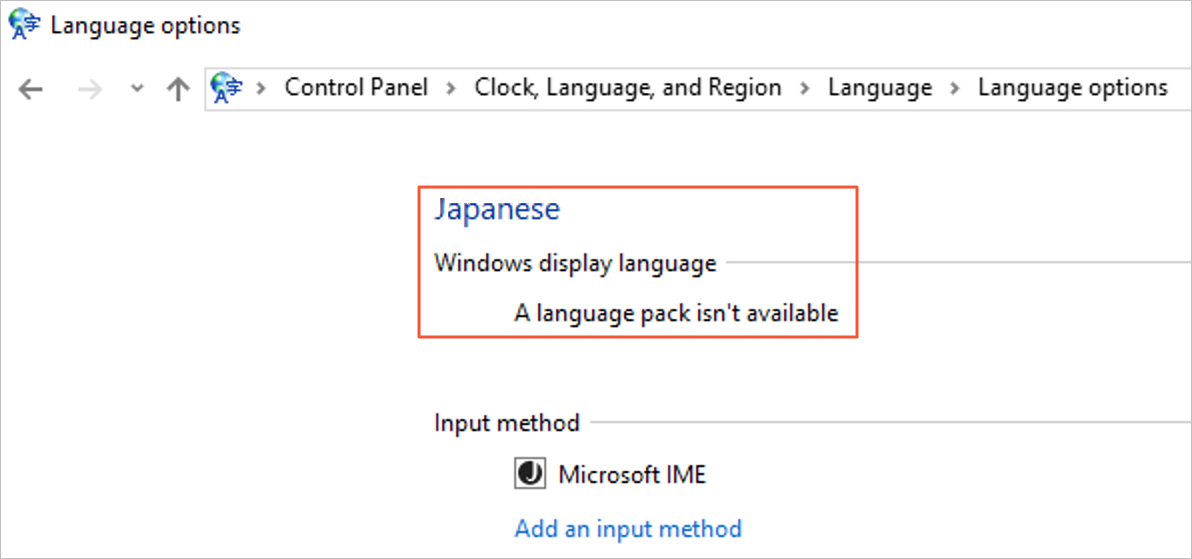 Language options
Control Panel > Clock, Language, and Region > Language > Language options
Japanese
Windows display language
A language pack isn't available
Input method
Microsoft IME
Add an input method